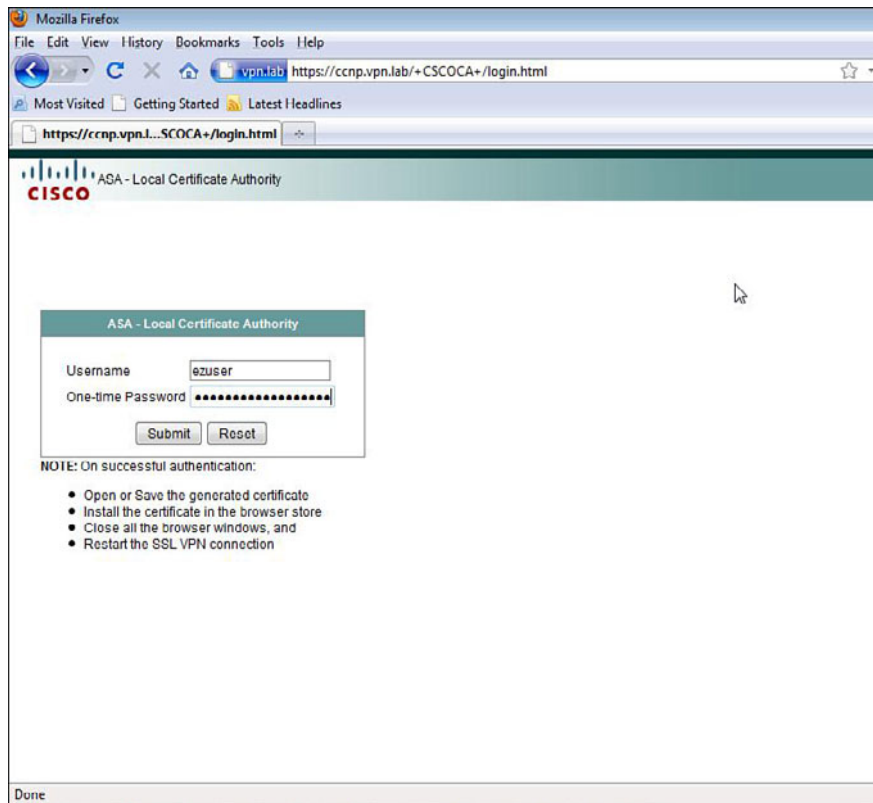 Mozilla Firefox
File Edit View History Bookmarks Tools Help
vpn.lab https://ccnp.vpn.lab/+CSCOCA+/login.html
Most Visited Getting Started Latest Headlines
https://ccnp.vpn.l...SCOCA+/login.html
CISCO ASA - Local Certificate Authority
ASA - Local Certificate Authority
Username ezuser
One-time Password ••••••••••••••••••
Submit Reset
NOTE: On successful authentication:
• Open or Save the generated certificate
• Install the certificate in the browser store
• Close all the browser windows, and
• Restart the SSL VPN connection
Done